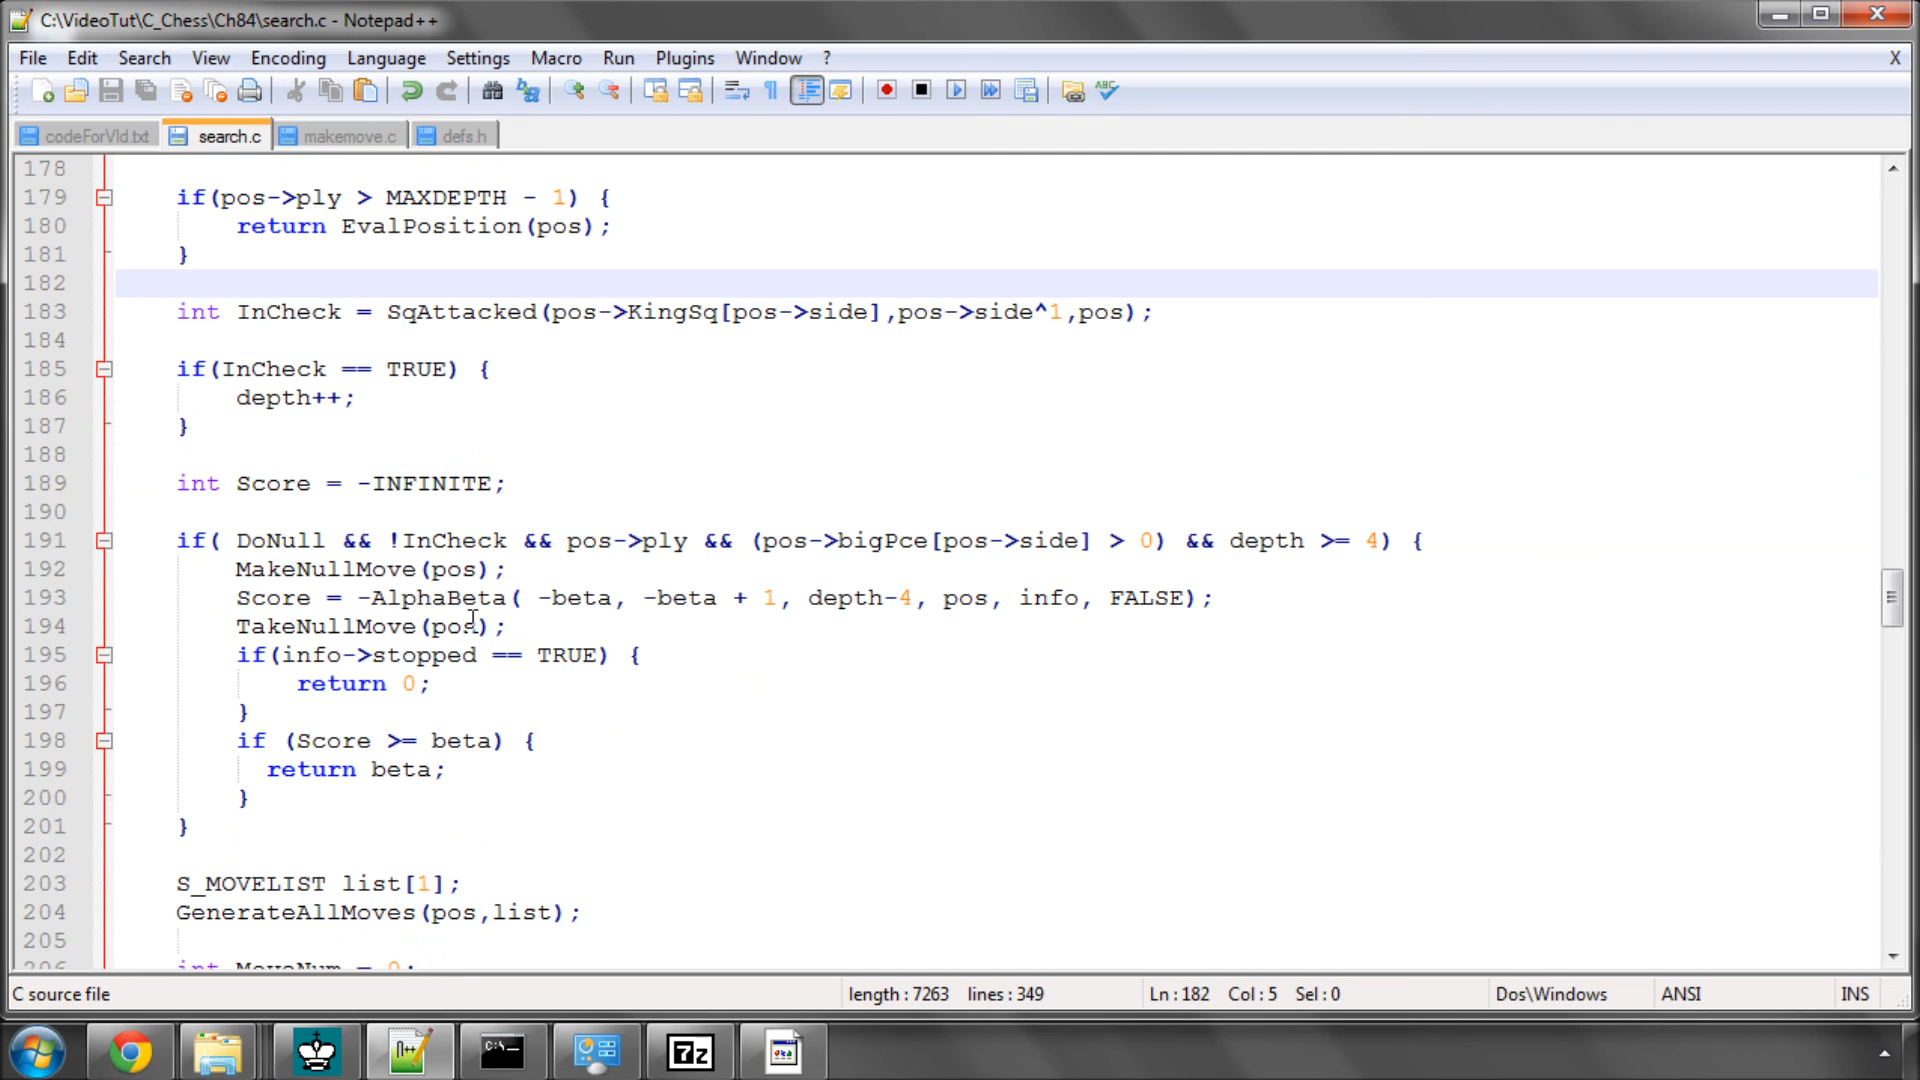 C:\VideoTut\C_Chess\Ch84\search.c - Notepad++
File Edit Search View Encoding Language Settings Macro Run Plugins Window ? X
codeForVid.txt search.c makemove.c defs.h
178
179 if(pos->ply > MAXDEPTH - 1) {
180 return EvalPosition(pos);
181 }
182
183 int InCheck = SqAttacked(pos->KingSq[pos->side],pos->side^1,pos);
184
185 if(InCheck == TRUE) {
186 depth++;
187 }
188
189 int Score = -INFINITE;
190
191 if( DoNull && !InCheck && pos->ply && (pos->bigPce[pos->side] > 0) && depth >= 4) {
192 MakeNullMove(pos);
193 Score = -AlphaBeta( -beta, -beta + 1, depth-4, pos, info, FALSE);
194 TakeNullMove(pos);
195 if(info->stopped == TRUE) {
196 return 0;
197 }
198 if (Score >= beta) {
199 return beta;
200 }
201 }
202
203 S_MOVELIST list[1];
204 GenerateAllMoves(pos,list);
205
206 int MoveNum = 0;
C source file length : 7263 lines : 349 Ln : 182 Col : 5 Sel : 0 Dos\Windows ANSI INS